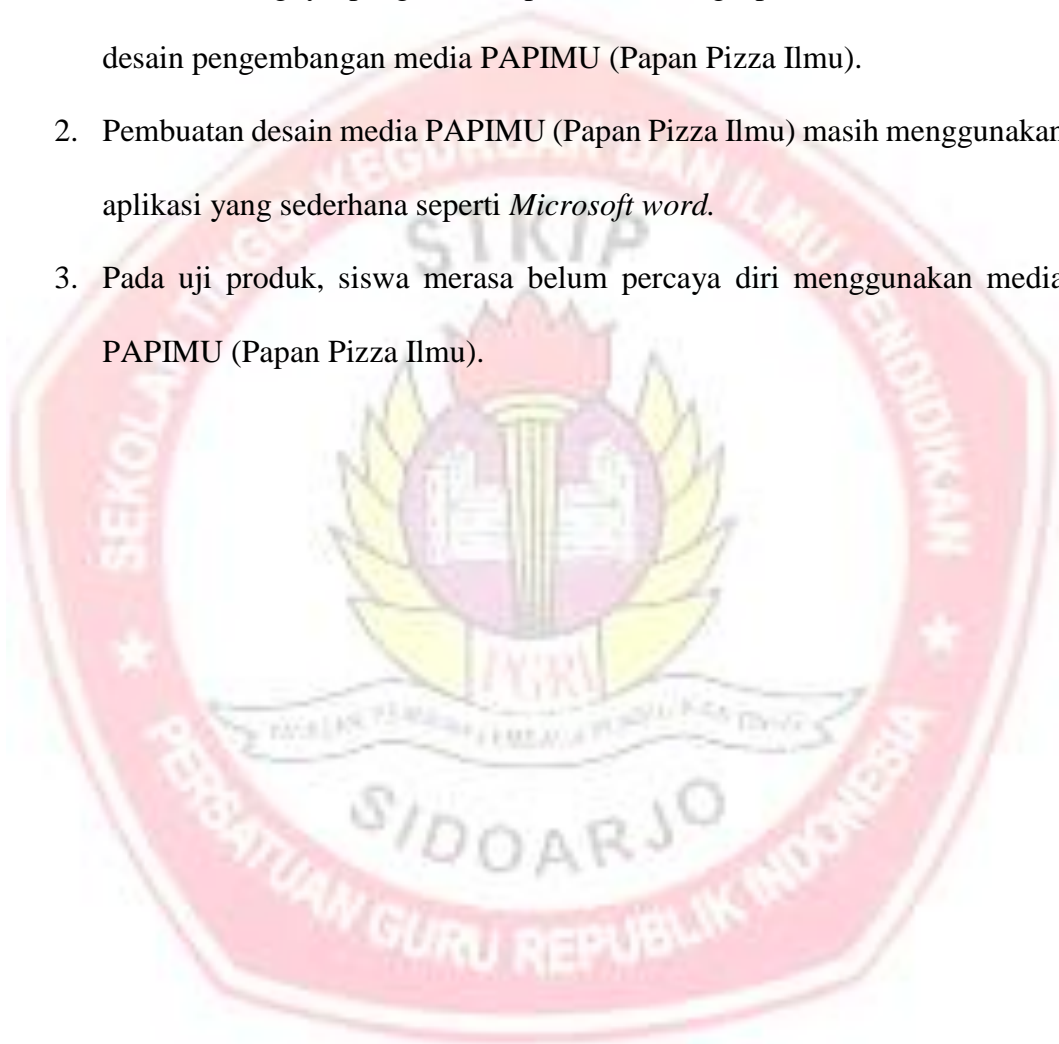 desain pengembangan media PAPIMU (Papan Pizza Ilmu).
2. Pembuatan desain media PAPIMU (Papan Pizza Ilmu) masih menggunakan
aplikasi yang sederhana seperti Microsoft word.
3. Pada uji produk, siswa merasa belum percaya diri menggunakan media
PAPIMU (Papan Pizza Ilmu).
SEKOLAH TINGGI KEGURUAN DAN ILMU PENDIDIKAN
STKIP
PGRI
SIDOARJO
PERSATUAN GURU REPUBLIK INDONESIA